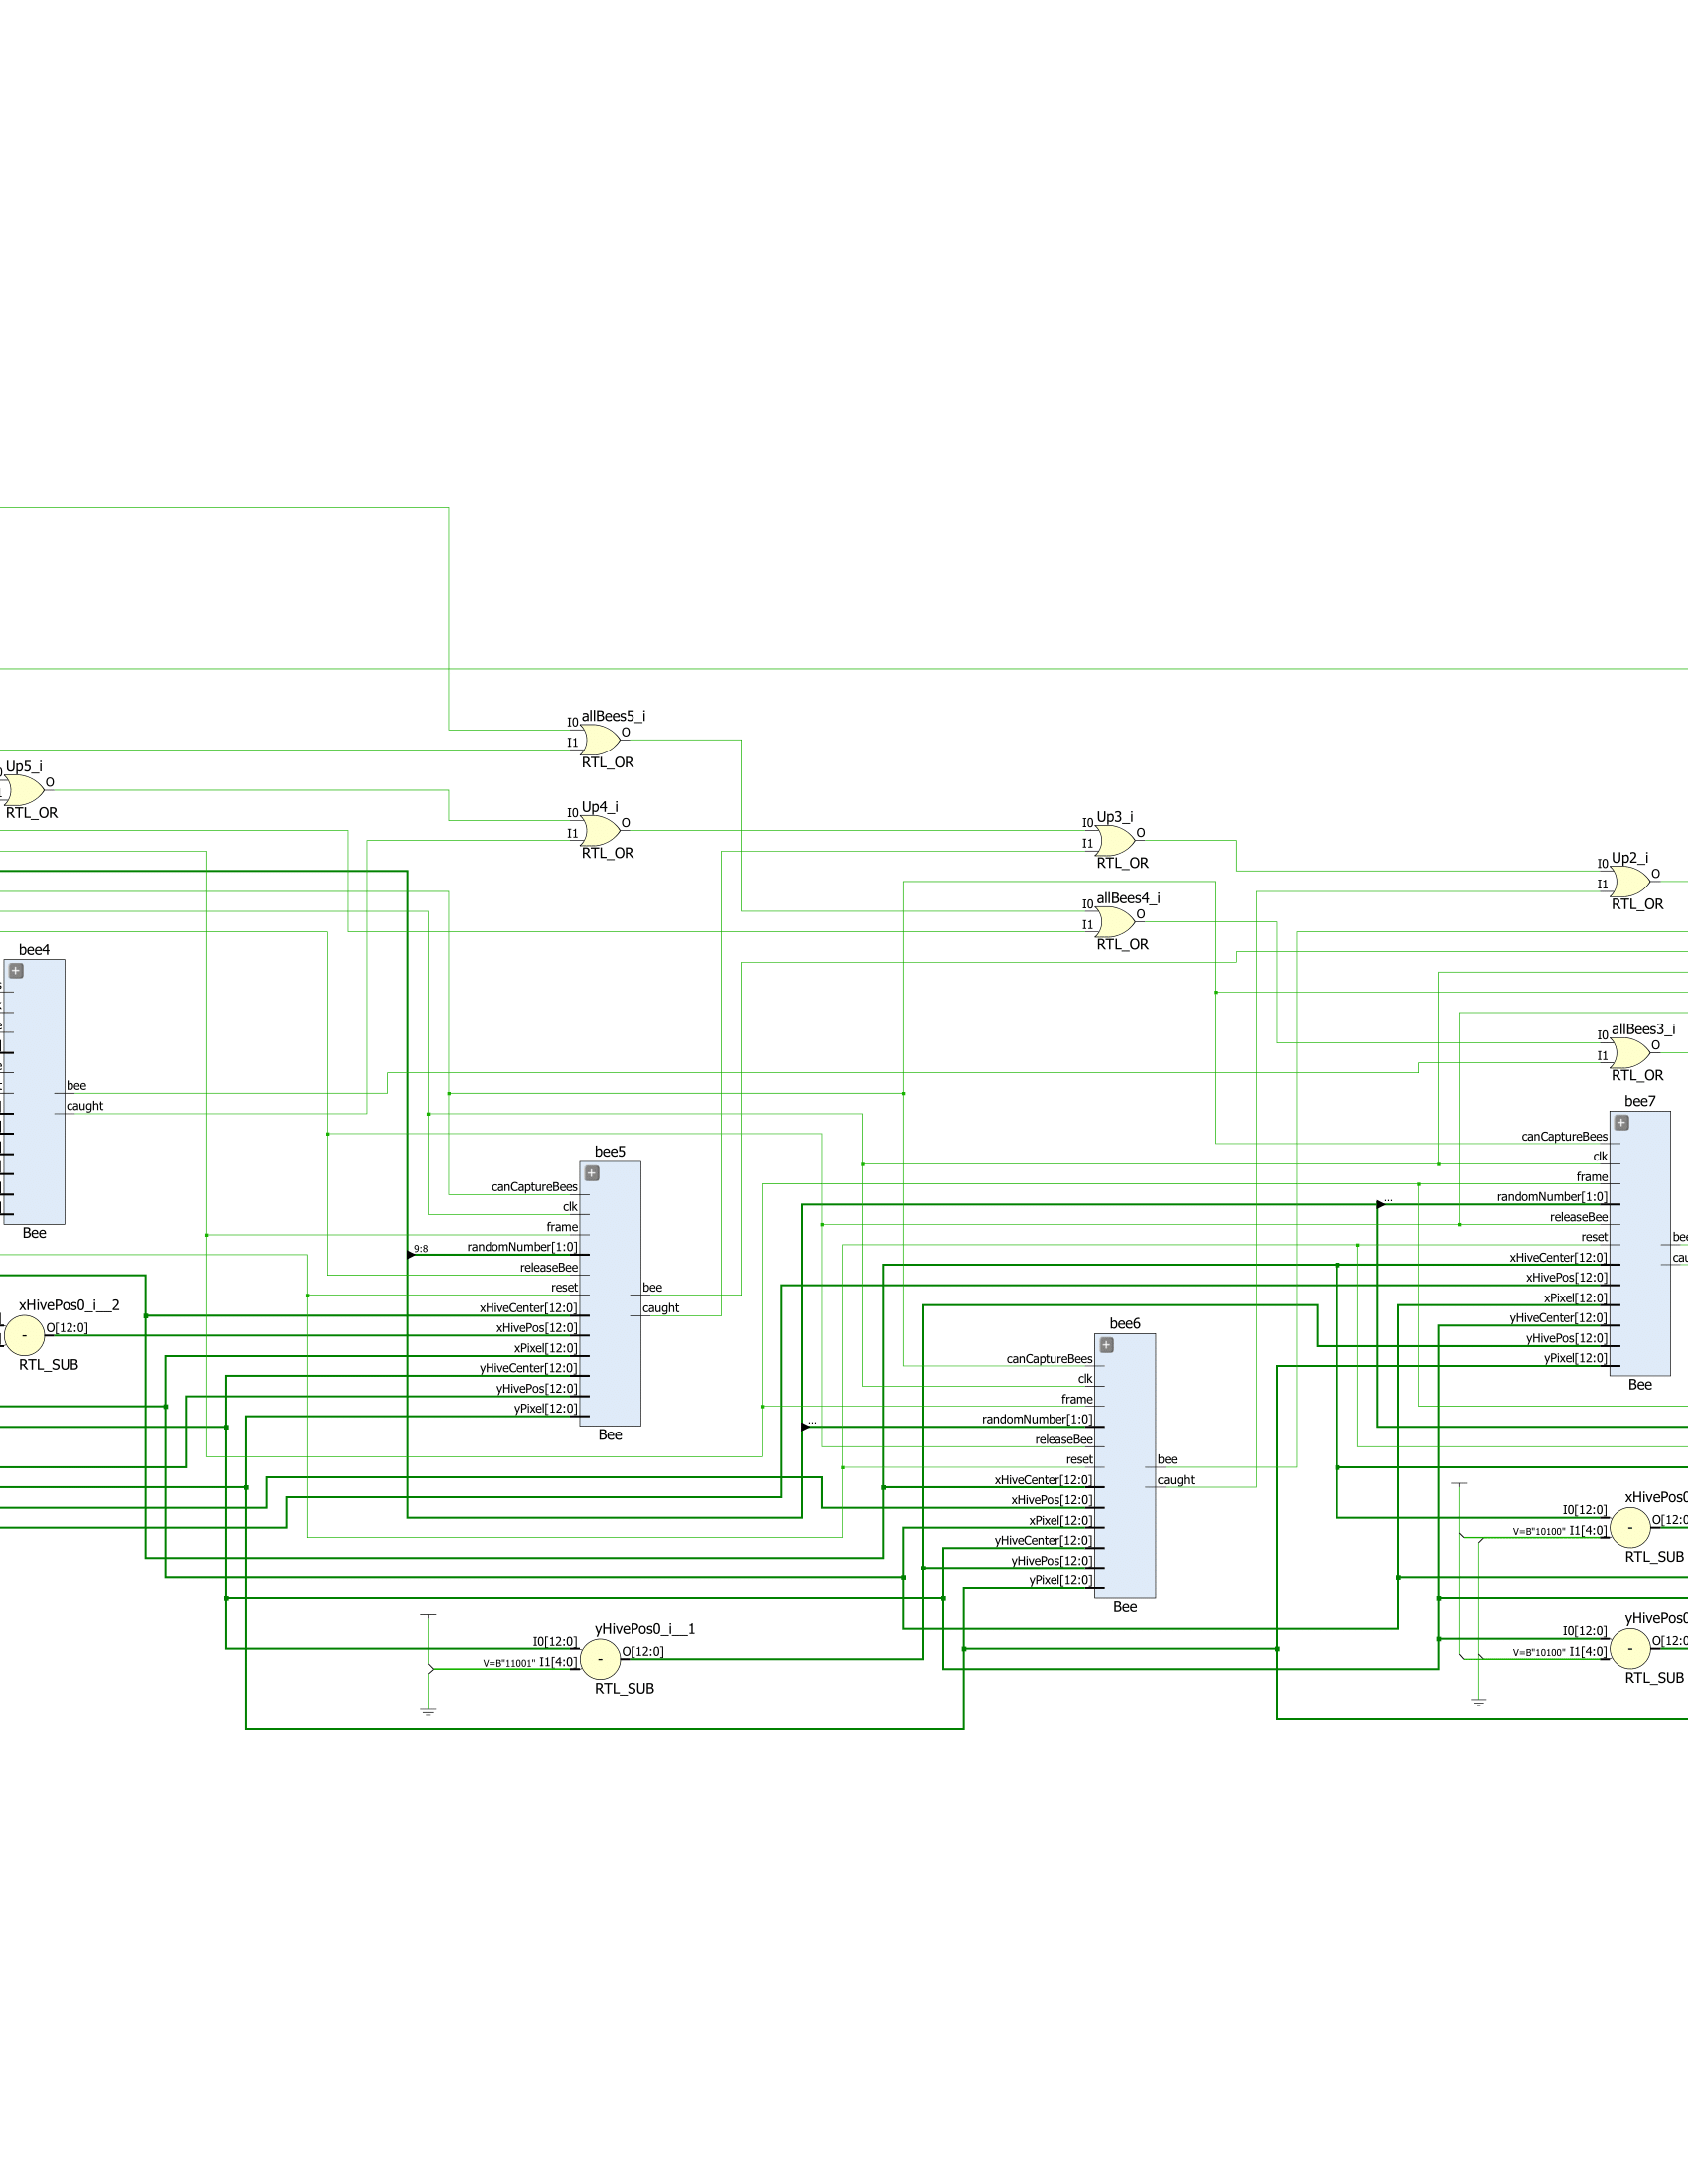 allBees5_i
I0
O
I1
RTL_OR
Up5_i
O
RTL_OR
Up4_i
I0
O
I1
RTL_OR
Up3_i
I0
O
I1
RTL_OR
Up2_i
I0
O
I1
RTL_OR
allBees4_i
I0
O
I1
RTL_OR
allBees3_i
I0
O
I1
RTL_OR
bee4
bee
caught
Bee
bee5
canCaptureBees
clk
frame
9:8
randomNumber[1:0]
releaseBee
reset
xHiveCenter[12:0]
xHivePos[12:0]
xPixel[12:0]
yHiveCenter[12:0]
yHivePos[12:0]
yPixel[12:0]
bee
caught
Bee
xHivePos0_i__2
O[12:0]
-
RTL_SUB
bee6
canCaptureBees
clk
frame
...
randomNumber[1:0]
releaseBee
reset
xHiveCenter[12:0]
xHivePos[12:0]
xPixel[12:0]
yHiveCenter[12:0]
yHivePos[12:0]
yPixel[12:0]
bee
caught
Bee
bee7
canCaptureBees
clk
frame
...
randomNumber[1:0]
releaseBee
reset
xHiveCenter[12:0]
xHivePos[12:0]
xPixel[12:0]
yHiveCenter[12:0]
yHivePos[12:0]
yPixel[12:0]
Bee
yHivePos0_i__1
I0[12:0]
V=B"11001" I1[4:0]
-
O[12:0]
RTL_SUB
xHivePos0
I0[12:0]
V=B"10100" I1[4:0]
-
O[12:0
RTL_SUB
yHivePos0
I0[12:0]
V=B"10100" I1[4:0]
-
O[12:0
RTL_SUB